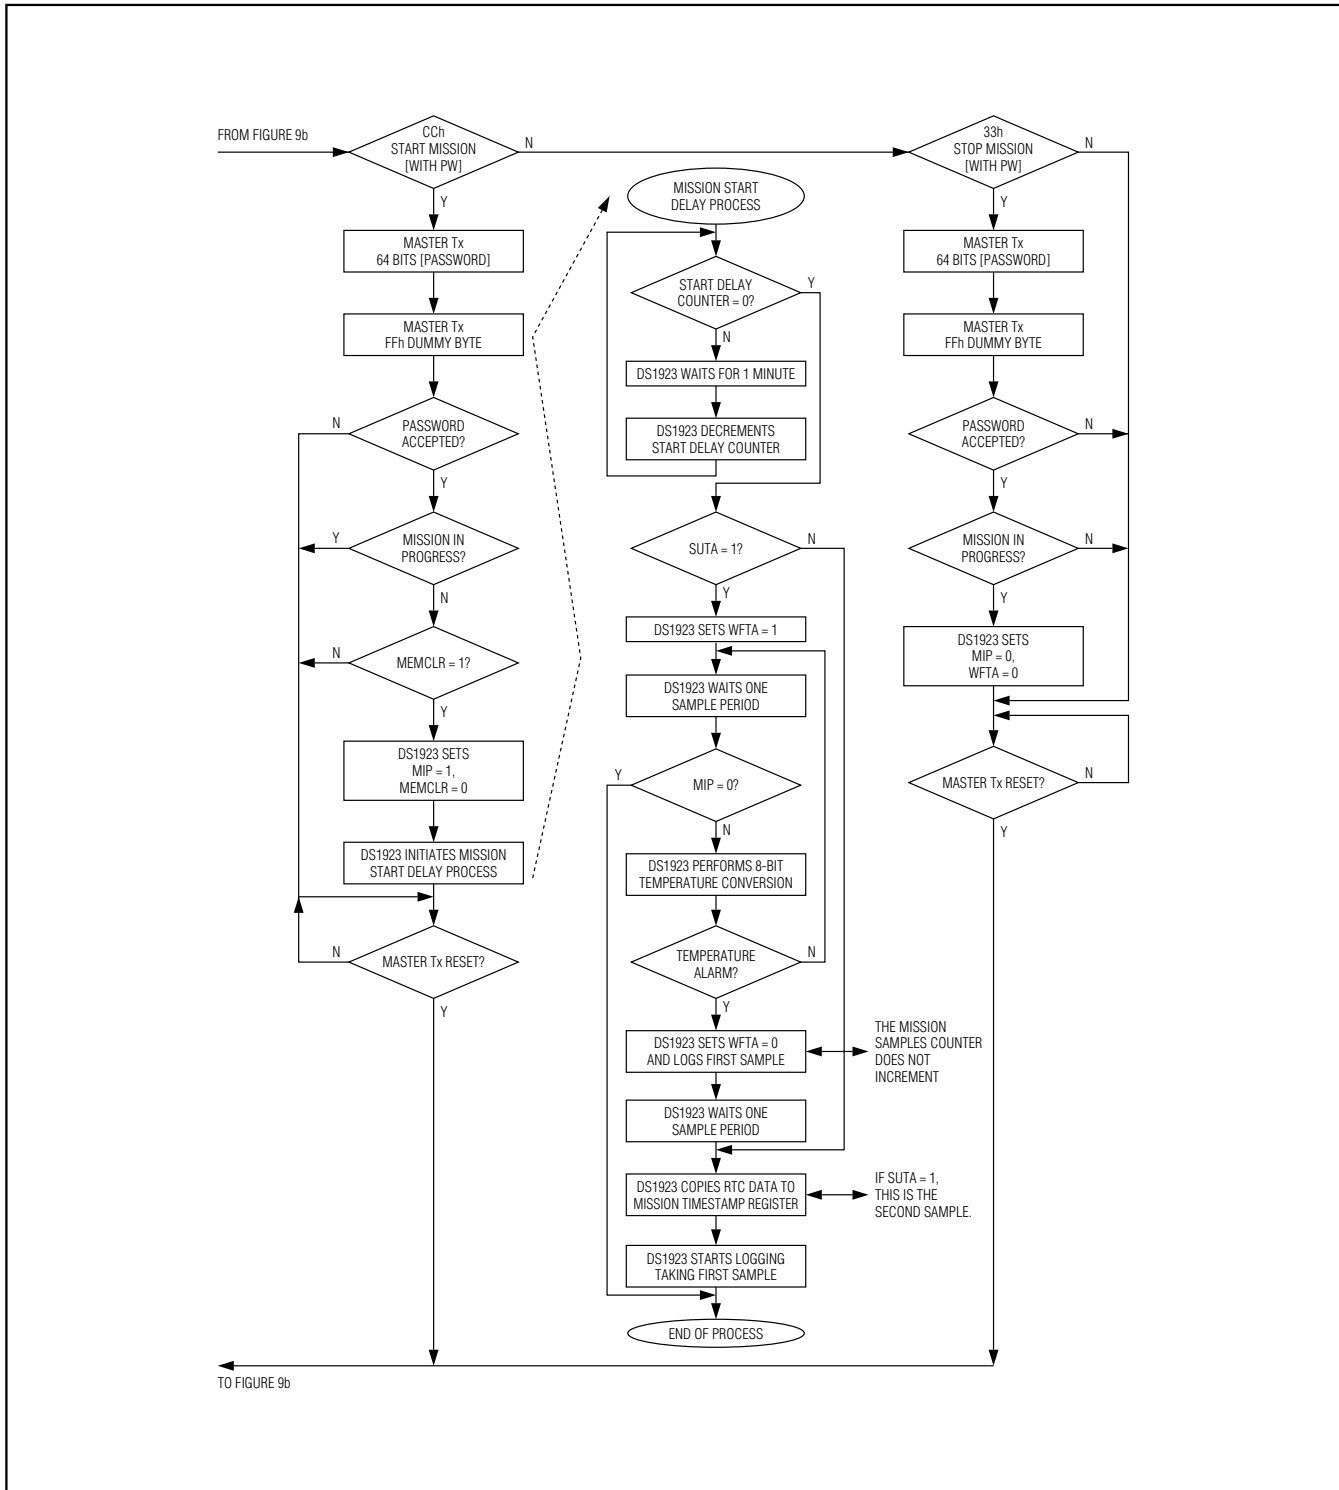 FROM FIGURE 9b
CCh
START MISSION
[WITH PW]
N
Y
MASTER Tx
64 BITS [PASSWORD]
MASTER Tx
FFh DUMMY BYTE
N
PASSWORD
ACCEPTED?
Y
Y
MISSION IN
PROGRESS?
N
N
MEMCLR = 1?
Y
DS1923 SETS
MIP = 1,
MEMCLR = 0
DS1923 INITIATES MISSION
START DELAY PROCESS
N
MASTER Tx RESET?
Y
MISSION START
DELAY PROCESS
START DELAY
COUNTER = 0?
Y
N
DS1923 WAITS FOR 1 MINUTE
DS1923 DECREMENTS
START DELAY COUNTER
SUTA = 1?
N
Y
DS1923 SETS WFTA = 1
DS1923 WAITS ONE
SAMPLE PERIOD
Y
MIP = 0?
N
DS1923 PERFORMS 8-BIT
TEMPERATURE CONVERSION
TEMPERATURE
ALARM?
N
Y
DS1923 SETS WFTA = 0
AND LOGS FIRST SAMPLE
THE MISSION
SAMPLES COUNTER
DOES NOT
INCREMENT
DS1923 WAITS ONE
SAMPLE PERIOD
DS1923 COPIES RTC DATA TO
MISSION TIMESTAMP REGISTER
IF SUTA = 1,
THIS IS THE
SECOND SAMPLE.
DS1923 STARTS LOGGING
TAKING FIRST SAMPLE
END OF PROCESS
33h
STOP MISSION
[WITH PW]
N
Y
MASTER Tx
64 BITS [PASSWORD]
MASTER Tx
FFh DUMMY BYTE
PASSWORD
ACCEPTED?
N
Y
MISSION IN
PROGRESS?
N
Y
DS1923 SETS
MIP = 0,
WFTA = 0
MASTER Tx RESET?
N
Y
TO FIGURE 9b